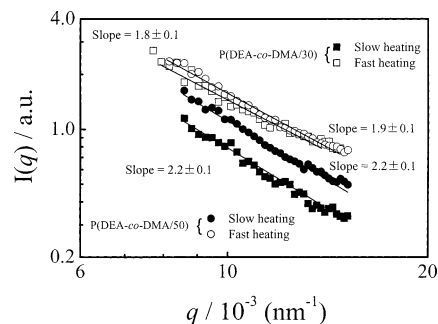 4.0
Slope = 1.8 ± 0.1
P(DEA-co-DMA/30) { ■ Slow heating
□ Fast heating
1.0
I(q) / a.u.
Slope = 1.9 ± 0.1
Slope = 2.2 ± 0.1
Slope = 2.2 ± 0.1
P(DEA-co-DMA/50) { ● Slow heating
○ Fast heating
0.2
6
10
20
q / 10⁻³ (nm⁻¹)